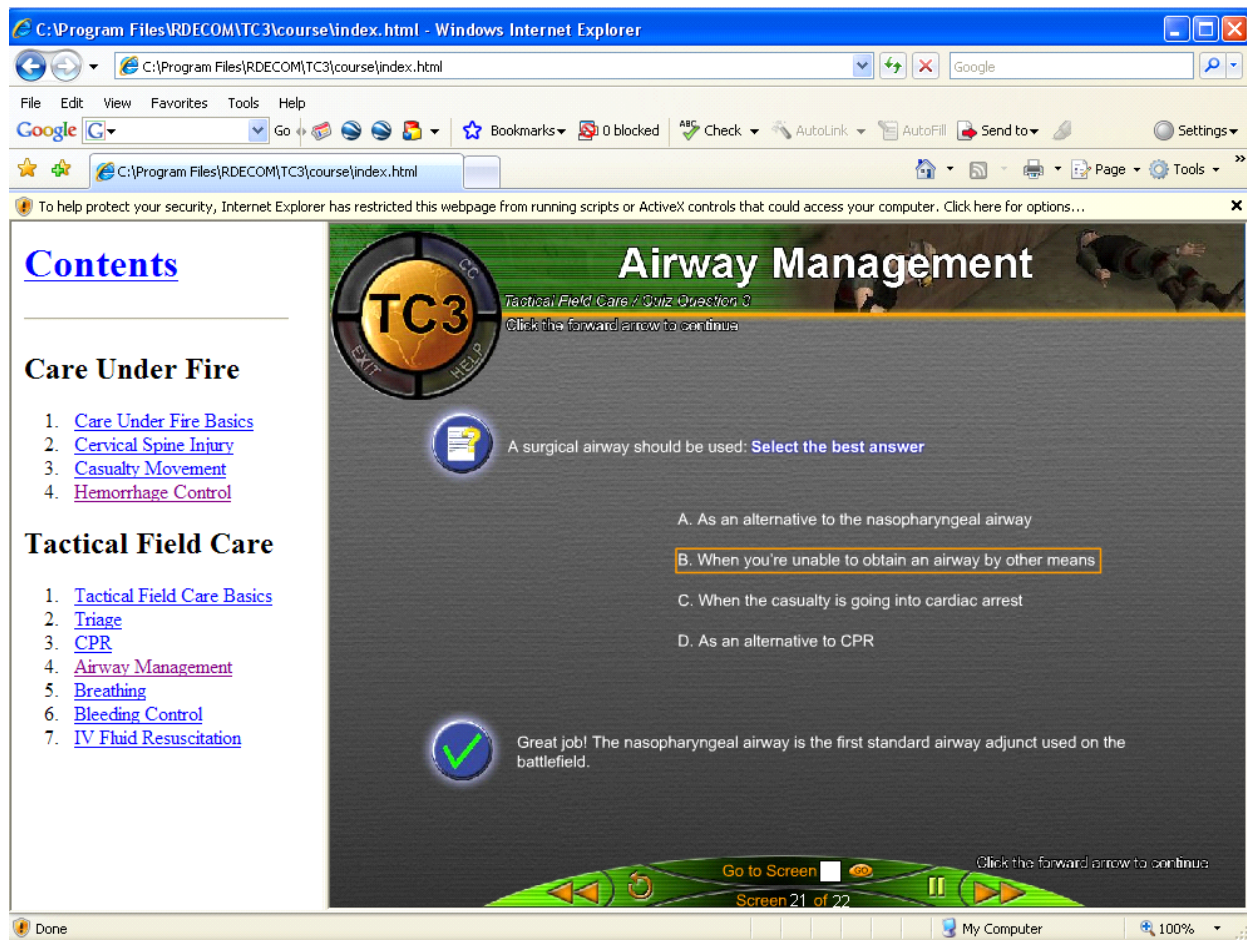 C:\Program Files\RDECOM\TC3\course\index.html - Windows Internet Explorer
C:\Program Files\RDECOM\TC3\course\index.html
Google
File Edit View Favorites Tools Help
Google G Go Bookmarks 0 blocked ABC Check AutoLink AutoFill Send to Settings
C:\Program Files\RDECOM\TC3\course\index.html Page Tools »
To help protect your security, Internet Explorer has restricted this webpage from running scripts or ActiveX controls that could access your computer. Click here for options...
Contents
Care Under Fire
1. Care Under Fire Basics
2. Cervical Spine Injury
3. Casualty Movement
4. Hemorrhage Control
Tactical Field Care
1. Tactical Field Care Basics
2. Triage
3. CPR
4. Airway Management
5. Breathing
6. Bleeding Control
7. IV Fluid Resuscitation
TC3
CC
EXIT
HELP
Airway Management
Tactical Field Care / Quiz Question 3
Click the forward arrow to continue
A surgical airway should be used: Select the best answer
A. As an alternative to the nasopharyngeal airway
B. When you're unable to obtain an airway by other means
C. When the casualty is going into cardiac arrest
D. As an alternative to CPR
Great job! The nasopharyngeal airway is the first standard airway adjunct used on the
battlefield.
Click the forward arrow to continue
Go to Screen GO
Screen 21 of 22
Done My Computer 100%